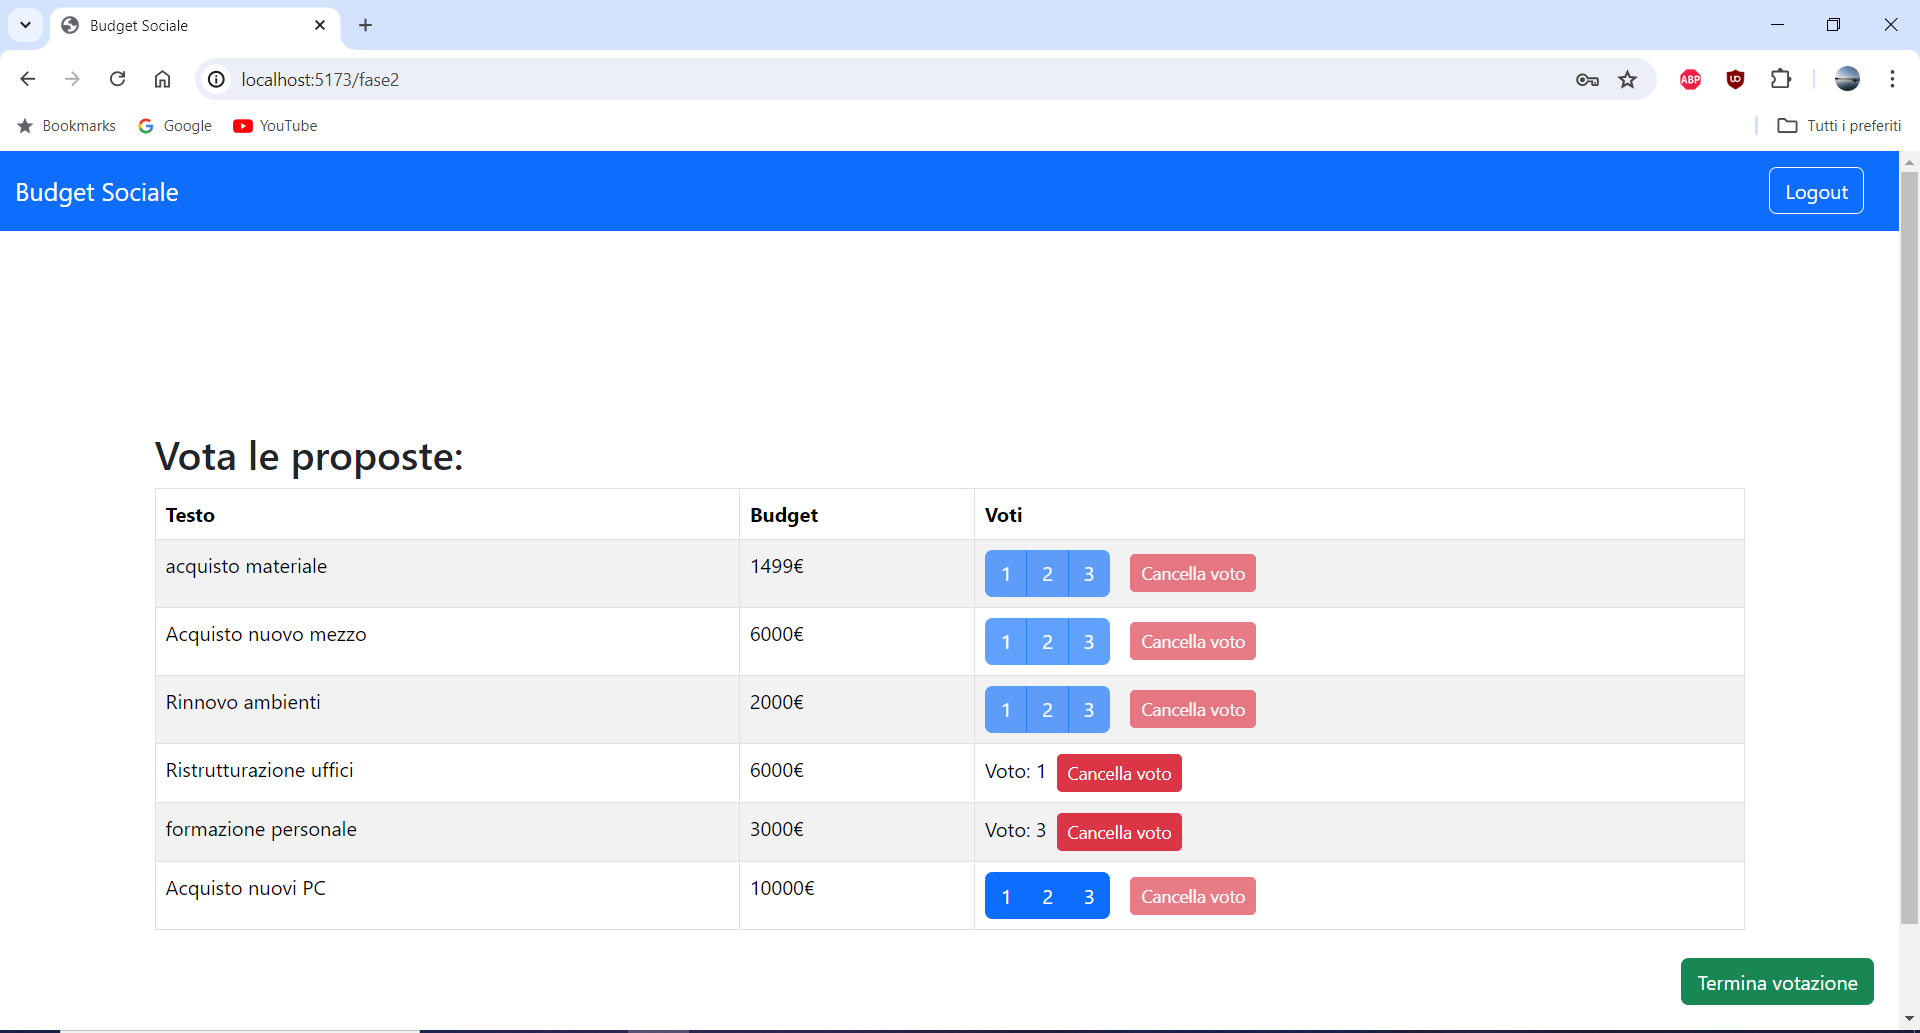 Budget Sociale
localhost:5173/fase2
ABP
Bookmarks Google YouTube Tutti i preferiti
Budget Sociale Logout
Vota le proposte:
Testo Budget Voti
acquisto materiale 1499€ 1 2 3 Cancella voto
Acquisto nuovo mezzo 6000€ 1 2 3 Cancella voto
Rinnovo ambienti 2000€ 1 2 3 Cancella voto
Ristrutturazione uffici 6000€ Voto: 1 Cancella voto
formazione personale 3000€ Voto: 3 Cancella voto
Acquisto nuovi PC 10000€ 1 2 3 Cancella voto
Termina votazione